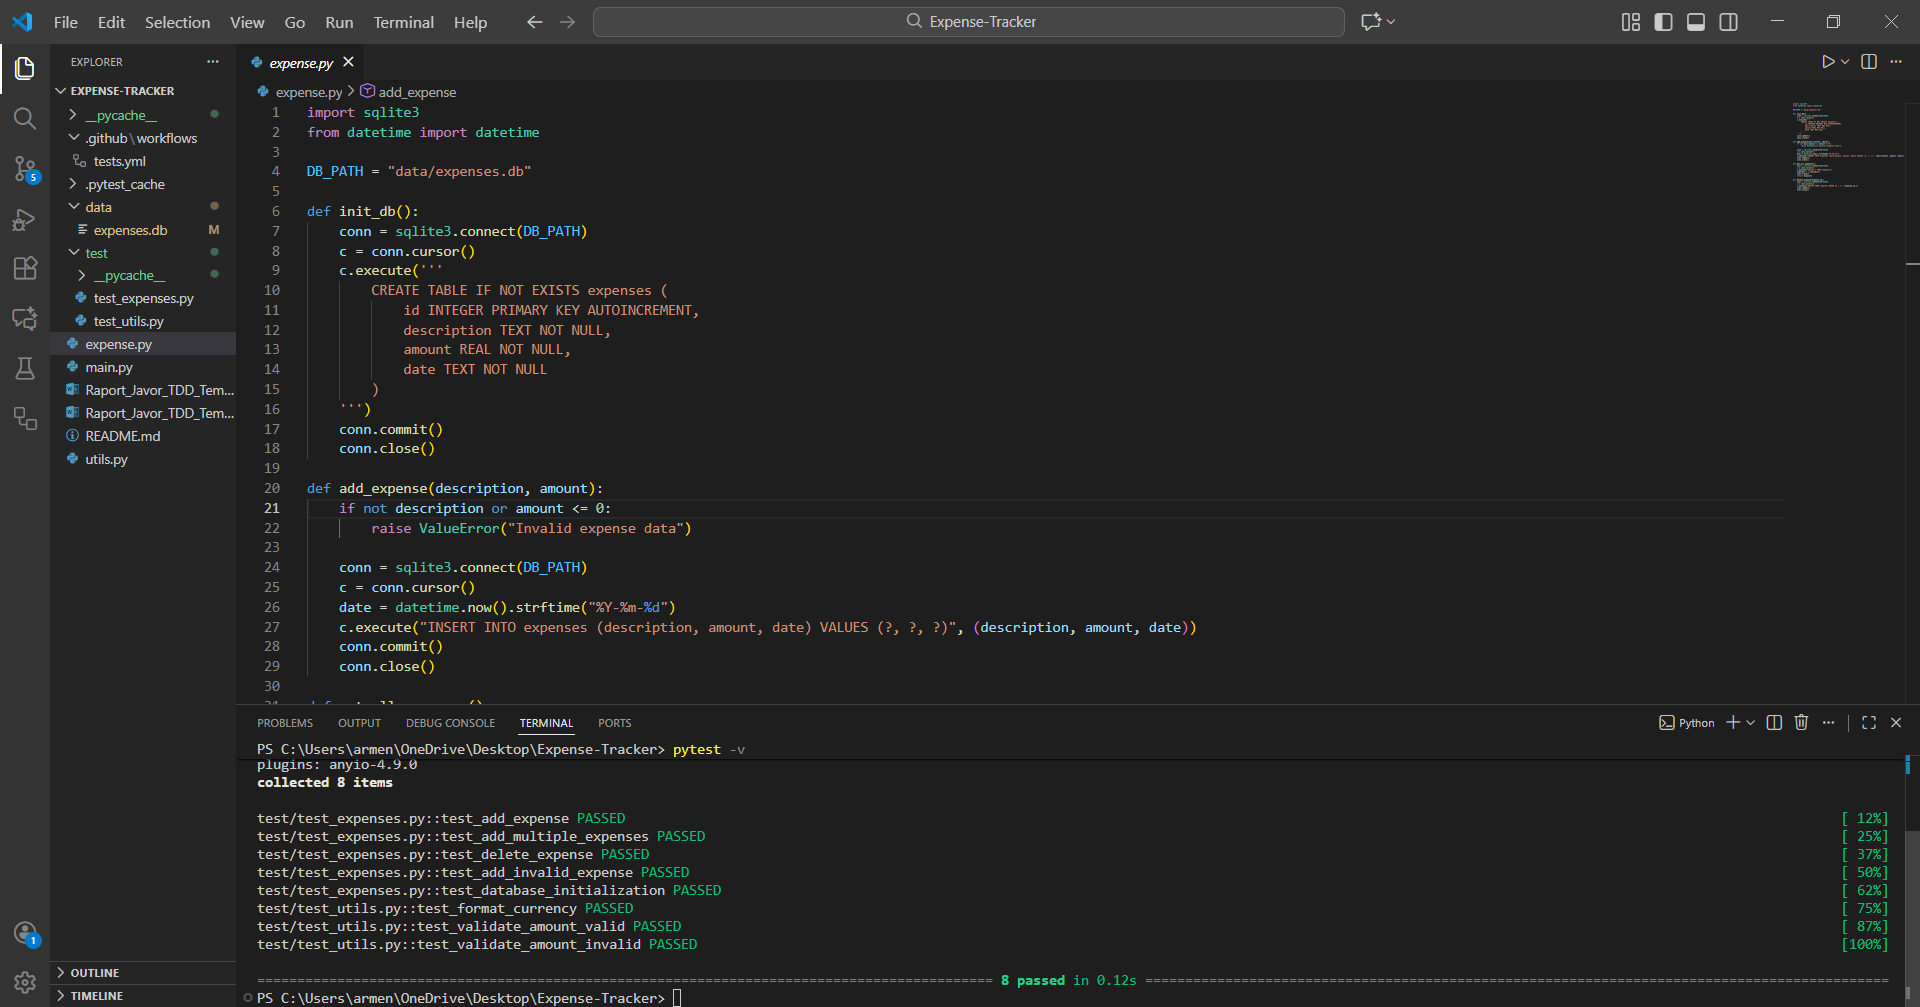 File Edit Selection View Go Run Terminal Help
Expense-Tracker
EXPLORER
EXPENSE-TRACKER
__pycache__
.github\workflows
tests.yml
.pytest_cache
data
expenses.db M
test
__pycache__
test_expenses.py
test_utils.py
expense.py
main.py
Raport_Javor_TDD_Tem...
Raport_Javor_TDD_Tem...
README.md
utils.py
OUTLINE
TIMELINE
5
1
expense.py
expense.py > add_expense
1 import sqlite3
2 from datetime import datetime
3
4 DB_PATH = "data/expenses.db"
5
6 def init_db():
7 conn = sqlite3.connect(DB_PATH)
8 c = conn.cursor()
9 c.execute('''
10 CREATE TABLE IF NOT EXISTS expenses (
11 id INTEGER PRIMARY KEY AUTOINCREMENT,
12 description TEXT NOT NULL,
13 amount REAL NOT NULL,
14 date TEXT NOT NULL
15 )
16 ''')
17 conn.commit()
18 conn.close()
19
20 def add_expense(description, amount):
21 if not description or amount <= 0:
22 raise ValueError("Invalid expense data")
23
24 conn = sqlite3.connect(DB_PATH)
25 c = conn.cursor()
26 date = datetime.now().strftime("%Y-%m-%d")
27 c.execute("INSERT INTO expenses (description, amount, date) VALUES (?, ?, ?)", (description, amount, date))
28 conn.commit()
29 conn.close()
30
PROBLEMS OUTPUT DEBUG CONSOLE TERMINAL PORTS
Python
PS C:\Users\armen\OneDrive\Desktop\Expense-Tracker> pytest -v
plugins: anyio-4.9.0
collected 8 items
test/test_expenses.py::test_add_expense PASSED [ 12%]
test/test_expenses.py::test_add_multiple_expenses PASSED [ 25%]
test/test_expenses.py::test_delete_expense PASSED [ 37%]
test/test_expenses.py::test_add_invalid_expense PASSED [ 50%]
test/test_expenses.py::test_database_initialization PASSED [ 62%]
test/test_utils.py::test_format_currency PASSED [ 75%]
test/test_utils.py::test_validate_amount_valid PASSED [ 87%]
test/test_utils.py::test_validate_amount_invalid PASSED [100%]
8 passed in 0.12s
PS C:\Users\armen\OneDrive\Desktop\Expense-Tracker>